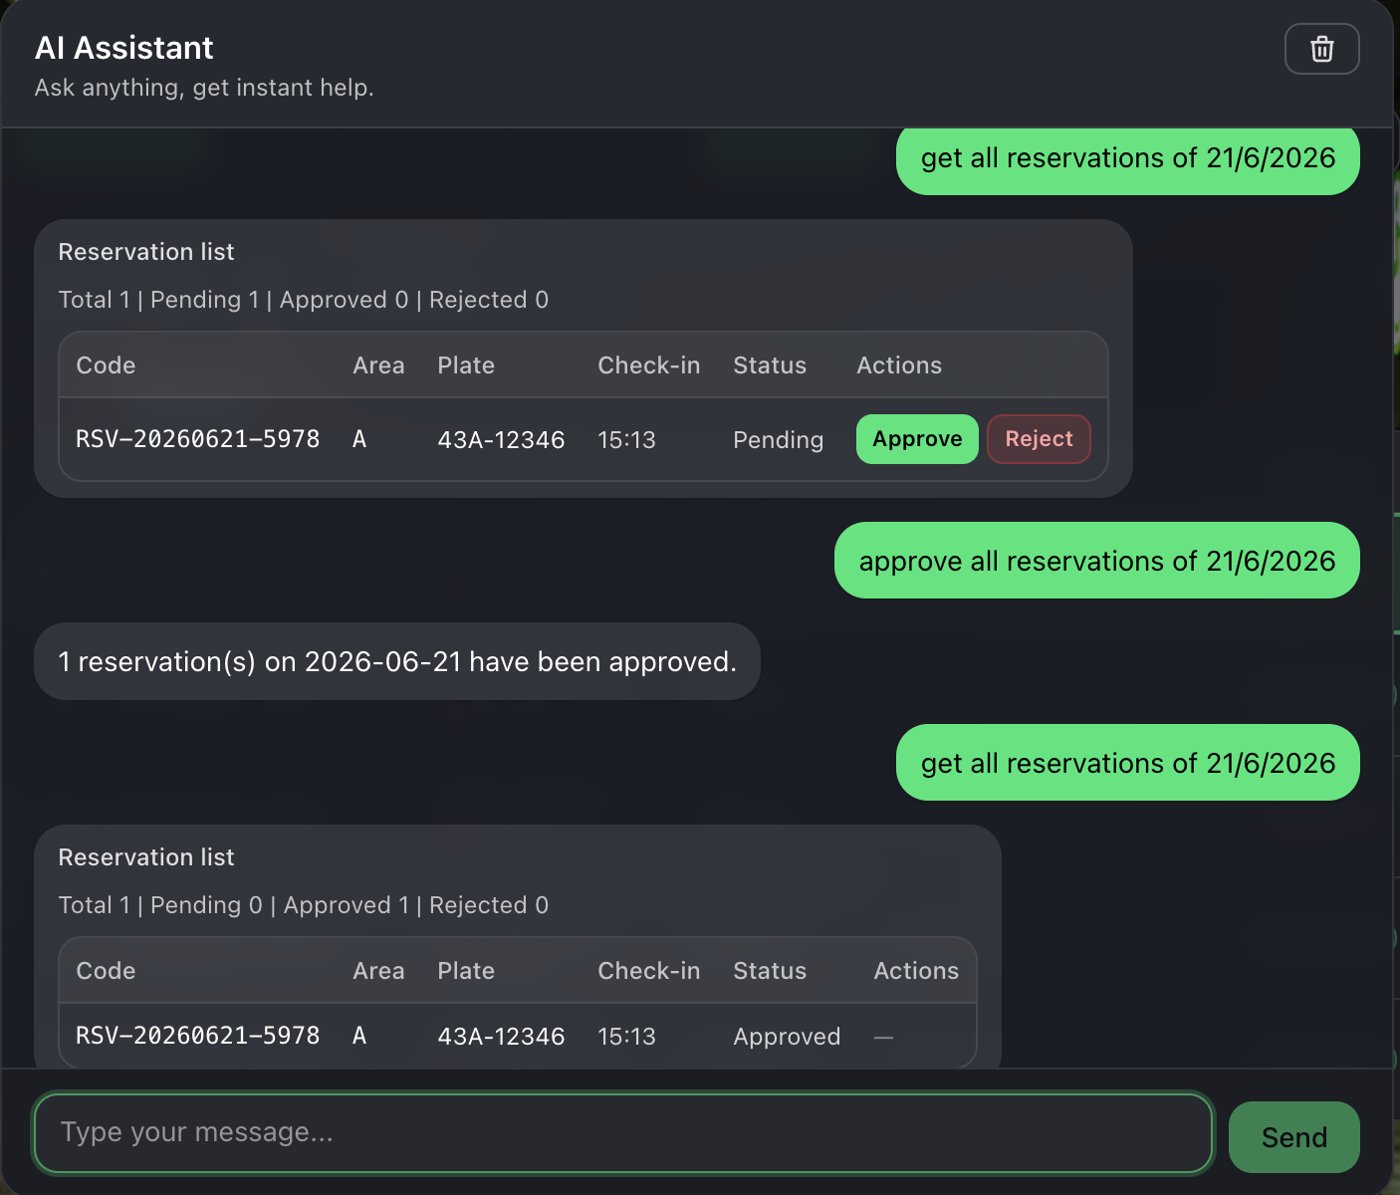 AI Assistant
Ask anything, get instant help.
get all reservations of 21/6/2026
Reservation list
Total 1 | Pending 1 | Approved 0 | Rejected 0
Code Area Plate Check-in Status Actions
RSV-20260621-5978 A 43A-12346 15:13 Pending Approve Reject
approve all reservations of 21/6/2026
1 reservation(s) on 2026-06-21 have been approved.
get all reservations of 21/6/2026
Reservation list
Total 1 | Pending 0 | Approved 1 | Rejected 0
Code Area Plate Check-in Status Actions
RSV-20260621-5978 A 43A-12346 15:13 Approved —
Type your message...
Send